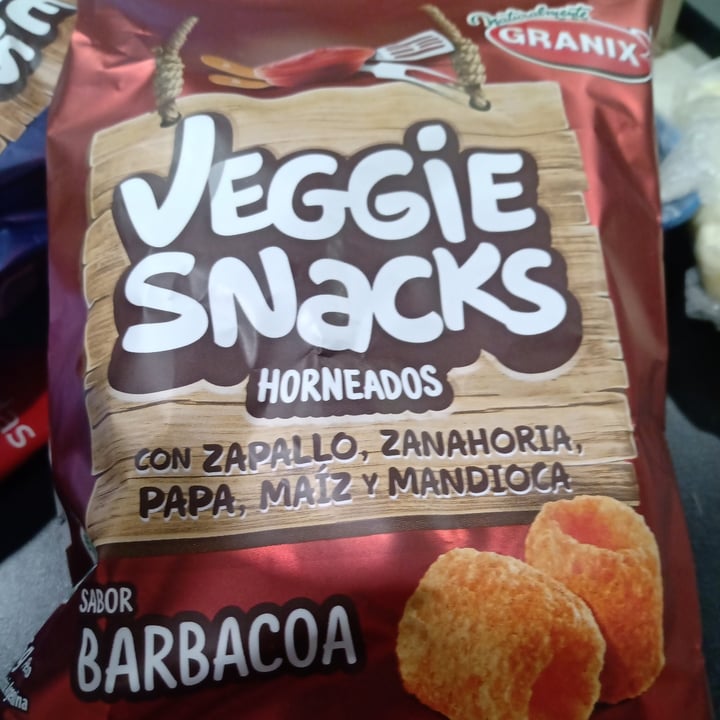 Naturalmente
GRANIX
VEGGIE
SNacKS
HORNEADOS
CON ZAPALLO, ZANAHORIA,
PAPA, MAÍZ Y MANDIOCA
SABOR
BARBACOA